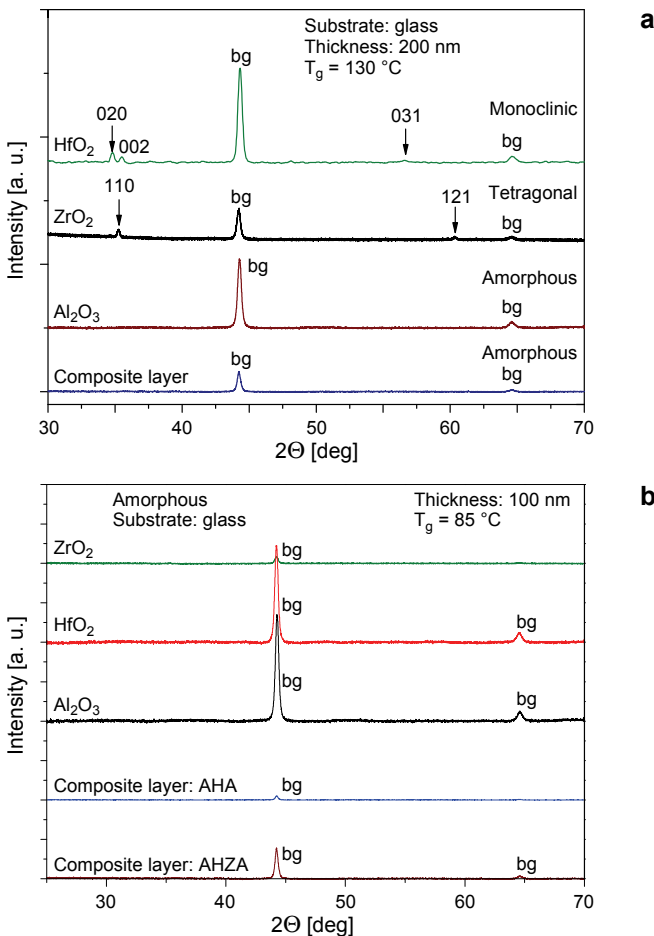 a
Substrate: glass
Thickness: 200 nm
T_g = 130 °C
bg
020
002
031
Monoclinic
bg
HfO₂
110
bg
121
Tetragonal
bg
ZrO₂
bg
Amorphous
bg
Al₂O₃
bg
Amorphous
bg
Composite layer
Intensity [a. u.]
30 40 50 60 70
2Θ [deg]
b
Amorphous
Substrate: glass
Thickness: 100 nm
T_g = 85 °C
ZrO₂
bg
HfO₂
bg
bg
Al₂O₃
bg
bg
Composite layer: AHA
bg
Composite layer: AHZA
bg
bg
Intensity [a. u.]
30 40 50 60 70
2Θ [deg]